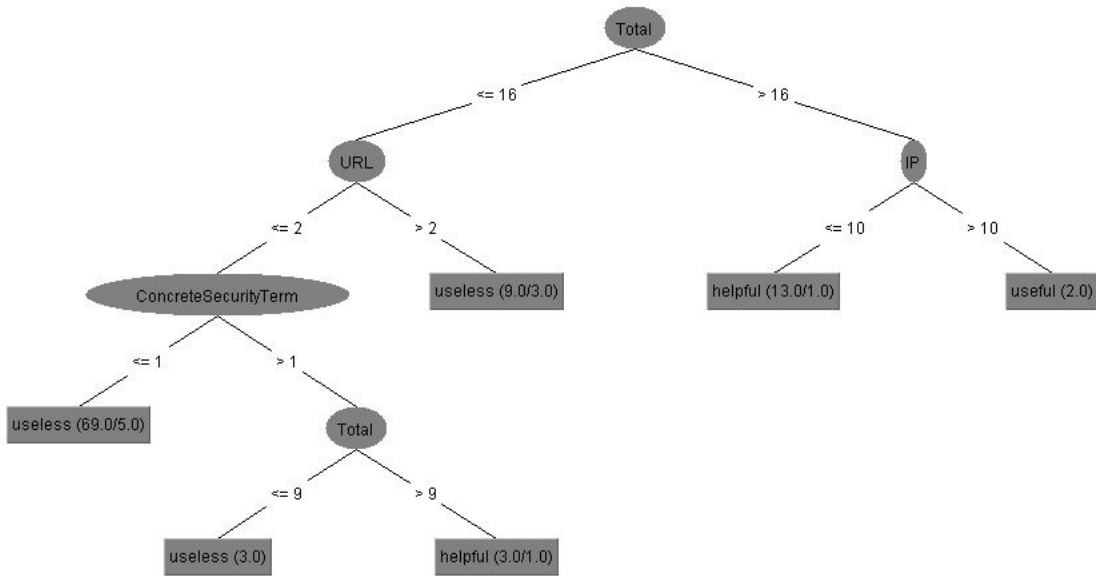 Total
<= 16
> 16
URL
IP
<= 2
> 2
<= 10
> 10
ConcreteSecurityTerm
useless (9.0/3.0)
helpful (13.0/1.0)
useful (2.0)
<= 1
> 1
useless (69.0/5.0)
Total
<= 9
> 9
useless (3.0)
helpful (3.0/1.0)